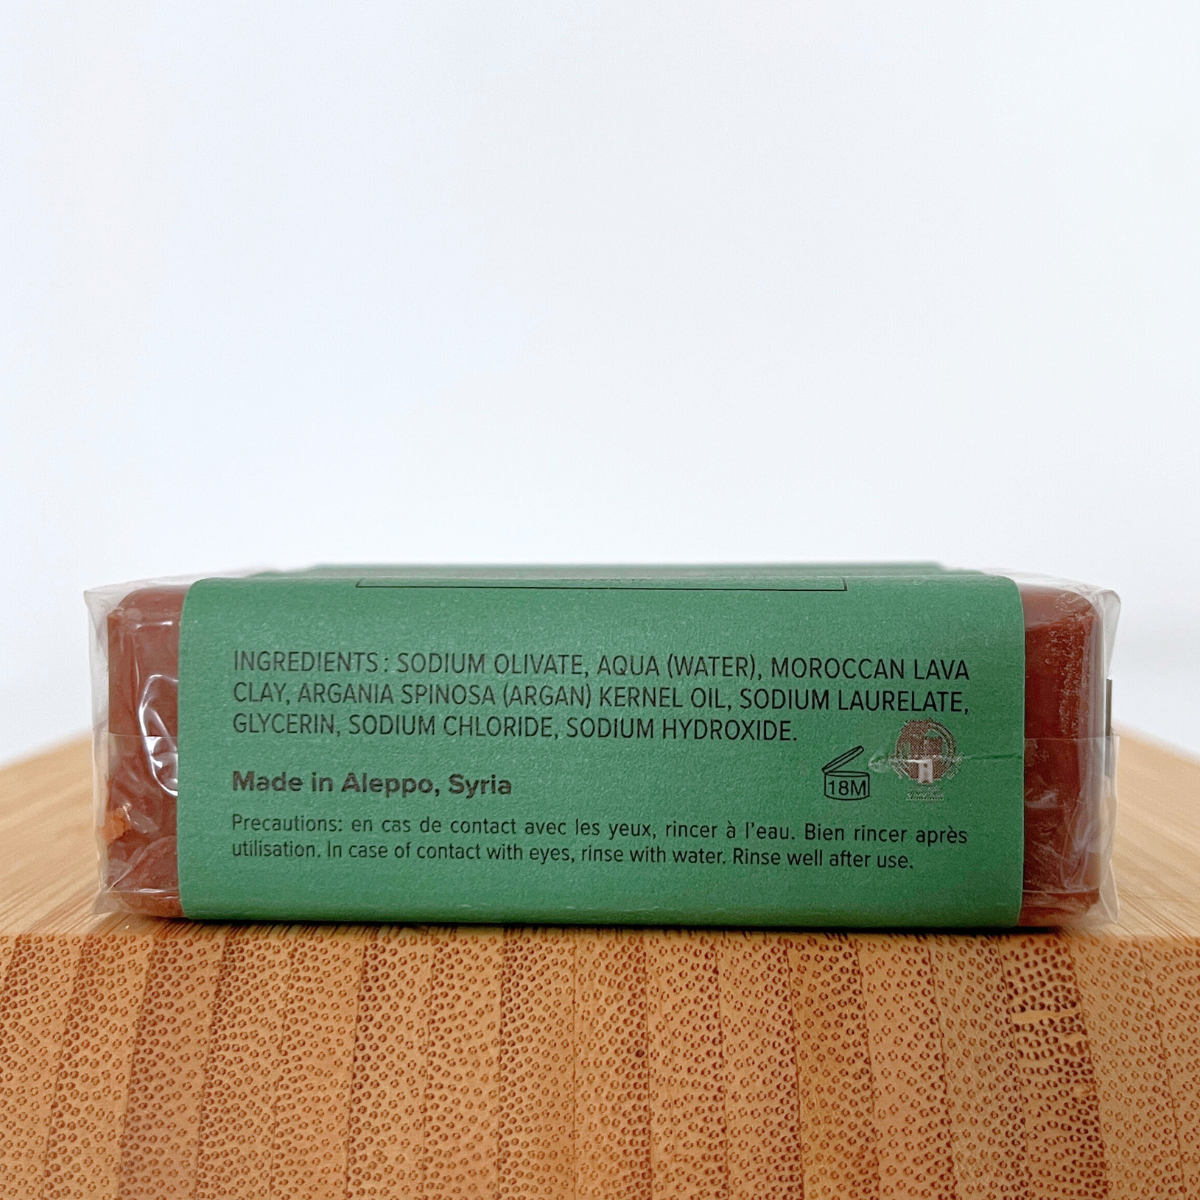 INGREDIENTS : SODIUM OLIVATE, AQUA (WATER), MOROCCAN LAVA
CLAY, ARGANIA SPINOSA (ARGAN) KERNEL OIL, SODIUM LAURELATE,
GLYCERIN, SODIUM CHLORIDE, SODIUM HYDROXIDE.
Made in Aleppo, Syria
18M
Precautions: en cas de contact avec les yeux, rincer à l'eau. Bien rincer après
utilisation. In case of contact with eyes, rinse with water. Rinse well after use.